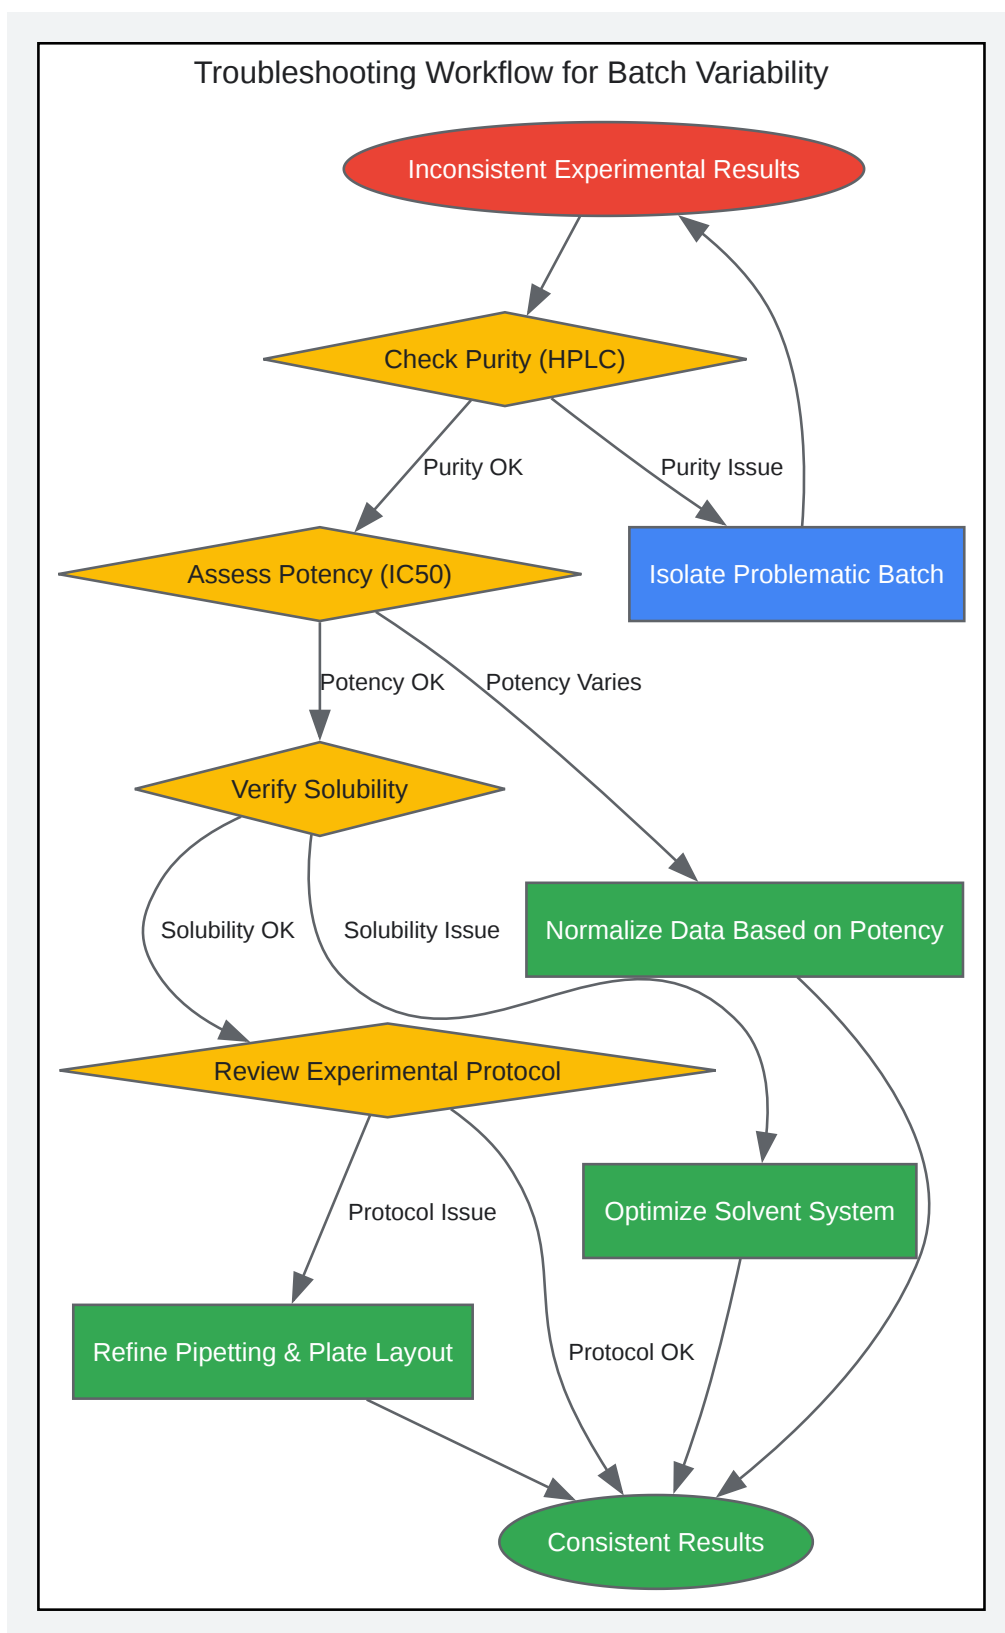 Troubleshooting Workflow for Batch Variability
Inconsistent Experimental Results
Check Purity (HPLC)
Purity OK
Purity Issue
Assess Potency (IC50)
Isolate Problematic Batch
Potency OK
Potency Varies
Verify Solubility
Solubility OK
Solubility Issue
Normalize Data Based on Potency
Review Experimental Protocol
Protocol Issue
Optimize Solvent System
Refine Pipetting & Plate Layout
Protocol OK
Consistent Results